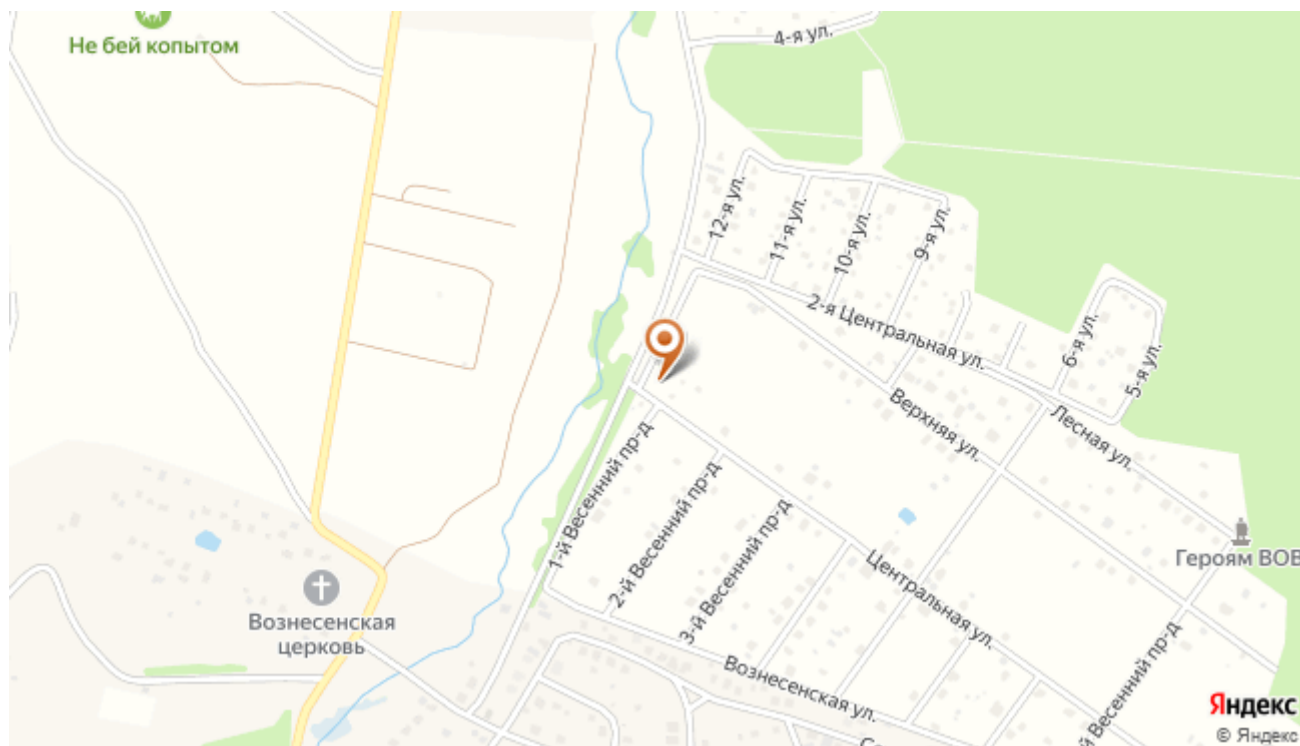 Не бей копытом
4-я ул.
12-я ул.
11-я ул.
10-я ул.
9-я ул.
2-я Центральная ул.
6-я ул.
5-я ул.
Верхняя ул.
Лесная ул.
1-й Весенний пр-д
2-й Весенний пр-д
3-й Весенний пр-д
Героям ВОВ
Центральная ул.
Вознесенская
церковь
Вознесенская ул.
й Весенний пр-д
Яндекс
© Яндекс